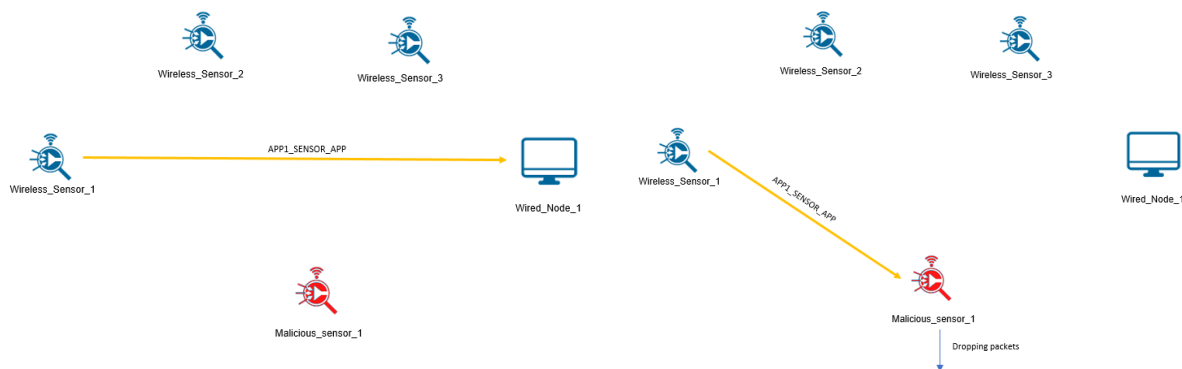 Wireless_Sensor_2
Wireless_Sensor_3
APP1_SENSOR_APP
Wireless_Sensor_1
Wired_Node_1
Malicious_sensor_1
Wireless_Sensor_2
Wireless_Sensor_3
Wireless_Sensor_1
APP1_SENSOR_APP
Wired_Node_1
Malicious_sensor_1
Dropping packets